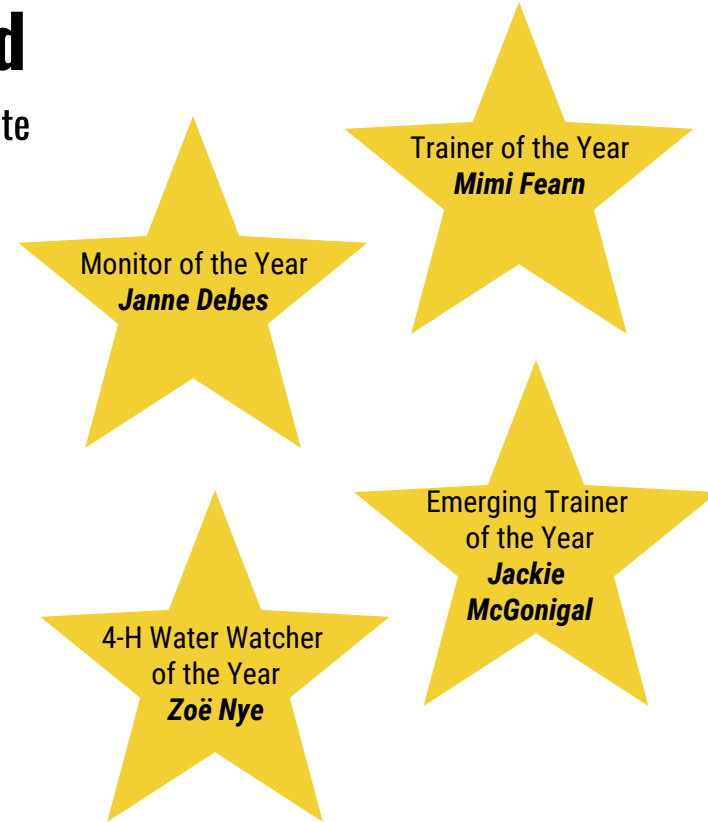 d
te
Trainer of the Year
Mimi Fearn
Monitor of the Year
Janne Debes
Emerging Trainer
of the Year
Jackie
McGonigal
4-H Water Watcher
of the Year
Zoë Nye